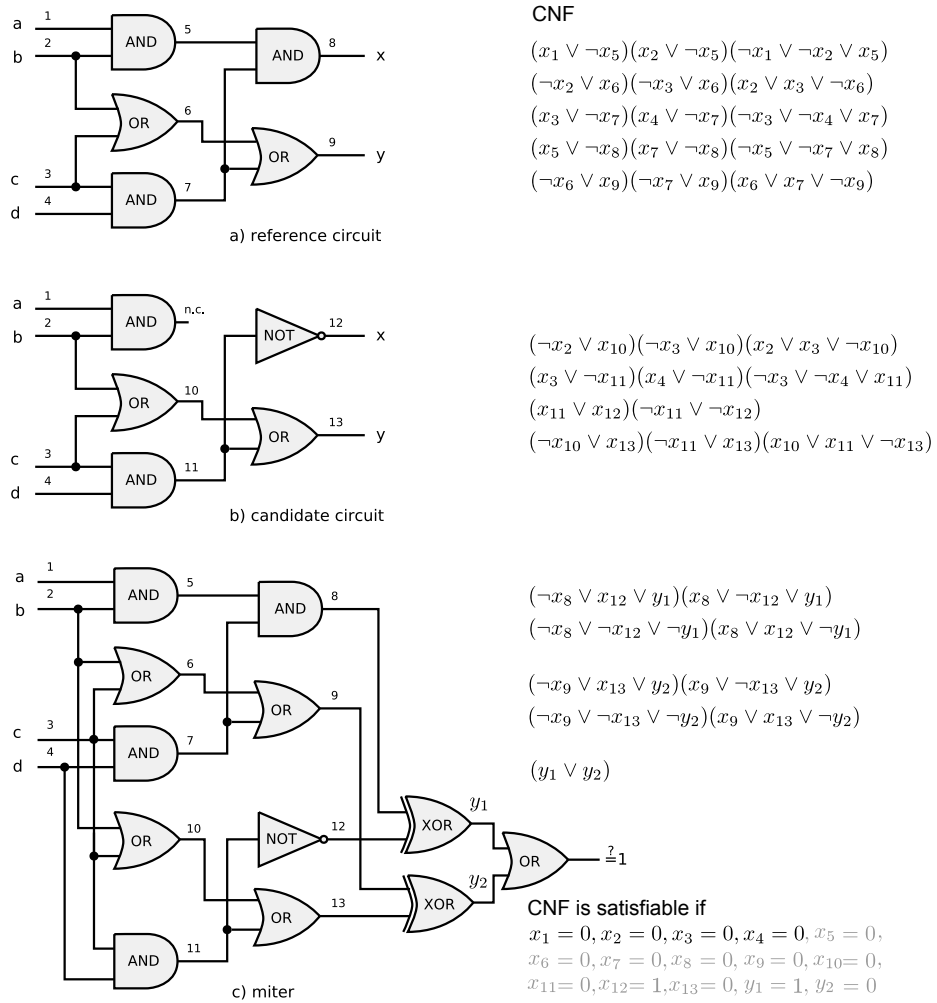 CNF
a 1
AND 5
AND 8 x
b 2
(x₁ ∨ ¬x₅)(x₂ ∨ ¬x₅)(¬x₁ ∨ ¬x₂ ∨ x₅)
(¬x₂ ∨ x₆)(¬x₃ ∨ x₆)(x₂ ∨ x₃ ∨ ¬x₆)
(x₃ ∨ ¬x₇)(x₄ ∨ ¬x₇)(¬x₃ ∨ ¬x₄ ∨ x₇)
(x₅ ∨ ¬x₈)(x₇ ∨ ¬x₈)(¬x₅ ∨ ¬x₇ ∨ x₈)
(¬x₆ ∨ x₉)(¬x₇ ∨ x₉)(x₆ ∨ x₇ ∨ ¬x₉)
OR 6
OR 9 y
c 3
AND 7
d 4
a) reference circuit
a 1
AND n.c.
b 2
NOT 12 x
OR 10
OR 13 y
c 3
AND 11
d 4
b) candidate circuit
(¬x₂ ∨ x₁₀)(¬x₃ ∨ x₁₀)(x₂ ∨ x₃ ∨ ¬x₁₀)
(x₃ ∨ ¬x₁₁)(x₄ ∨ ¬x₁₁)(¬x₃ ∨ ¬x₄ ∨ x₁₁)
(x₁₁ ∨ x₁₂)(¬x₁₁ ∨ ¬x₁₂)
(¬x₁₀ ∨ x₁₃)(¬x₁₁ ∨ x₁₃)(x₁₀ ∨ x₁₁ ∨ ¬x₁₃)
a 1
AND 5
AND 8
b 2
OR 6
OR 9
c 3
AND 7
d 4
OR 10
NOT 12
XOR y₁
OR ?=1
XOR y₂
OR 13
AND 11
c) miter
(¬x₈ ∨ x₁₂ ∨ y₁)(x₈ ∨ ¬x₁₂ ∨ y₁)
(¬x₈ ∨ ¬x₁₂ ∨ ¬y₁)(x₈ ∨ x₁₂ ∨ ¬y₁)
(¬x₉ ∨ x₁₃ ∨ y₂)(x₉ ∨ ¬x₁₃ ∨ y₂)
(¬x₉ ∨ ¬x₁₃ ∨ ¬y₂)(x₉ ∨ x₁₃ ∨ ¬y₂)
(y₁ ∨ y₂)
CNF is satisfiable if
x₁ = 0, x₂ = 0, x₃ = 0, x₄ = 0, x₅ = 0,
x₆ = 0, x₇ = 0, x₈ = 0, x₉ = 0, x₁₀= 0,
x₁₁= 0, x₁₂= 1, x₁₃= 0, y₁ = 1, y₂ = 0